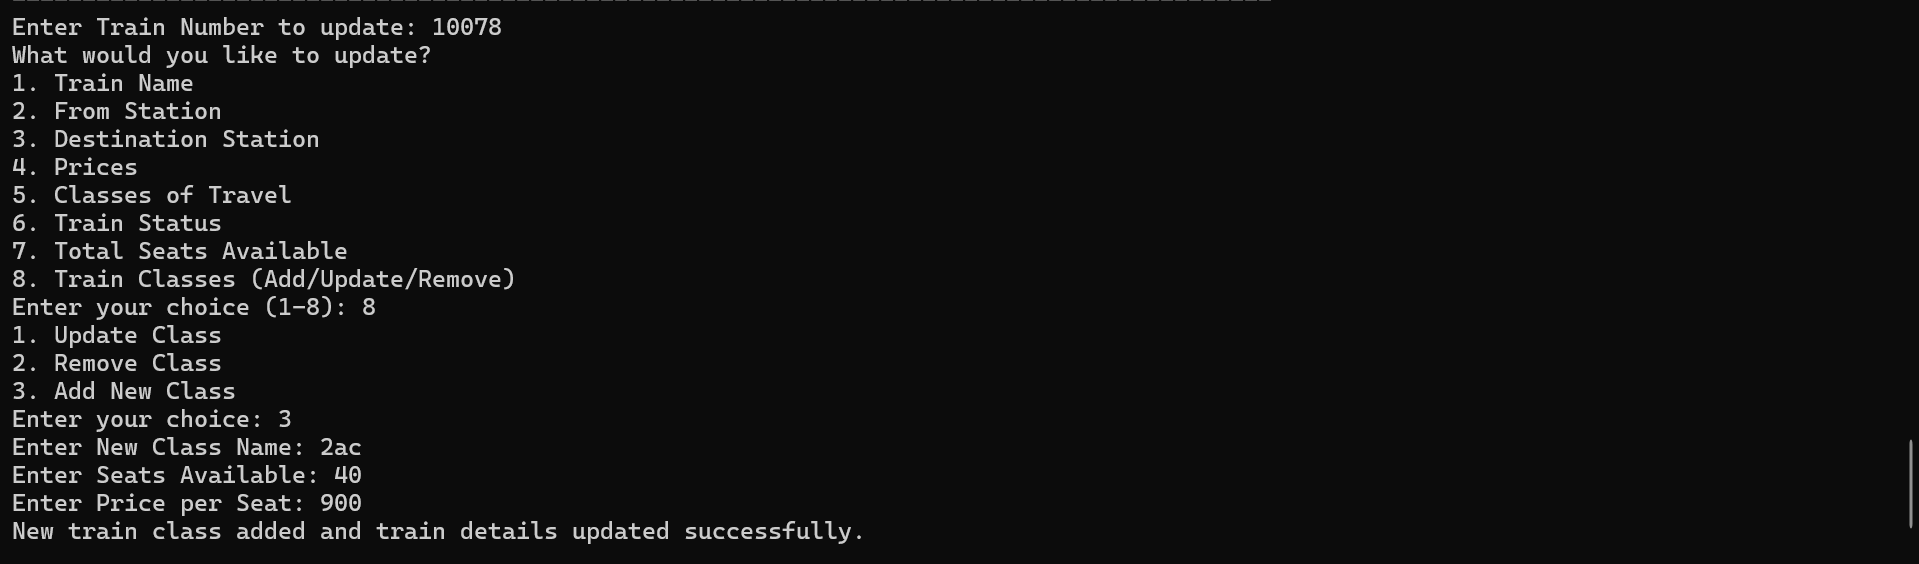 Enter Train Number to update: 10078
What would you like to update?
1. Train Name
2. From Station
3. Destination Station
4. Prices
5. Classes of Travel
6. Train Status
7. Total Seats Available
8. Train Classes (Add/Update/Remove)
Enter your choice (1-8): 8
1. Update Class
2. Remove Class
3. Add New Class
Enter your choice: 3
Enter New Class Name: 2ac
Enter Seats Available: 40
Enter Price per Seat: 900
New train class added and train details updated successfully.